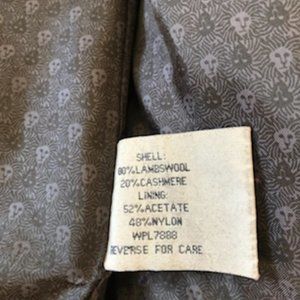 SHELL:
80%LAMBSWOOL
20%CASHMERE
LINING:
52%ACETATE
48%NYLON
WPL7888
REVERSE FOR CARE